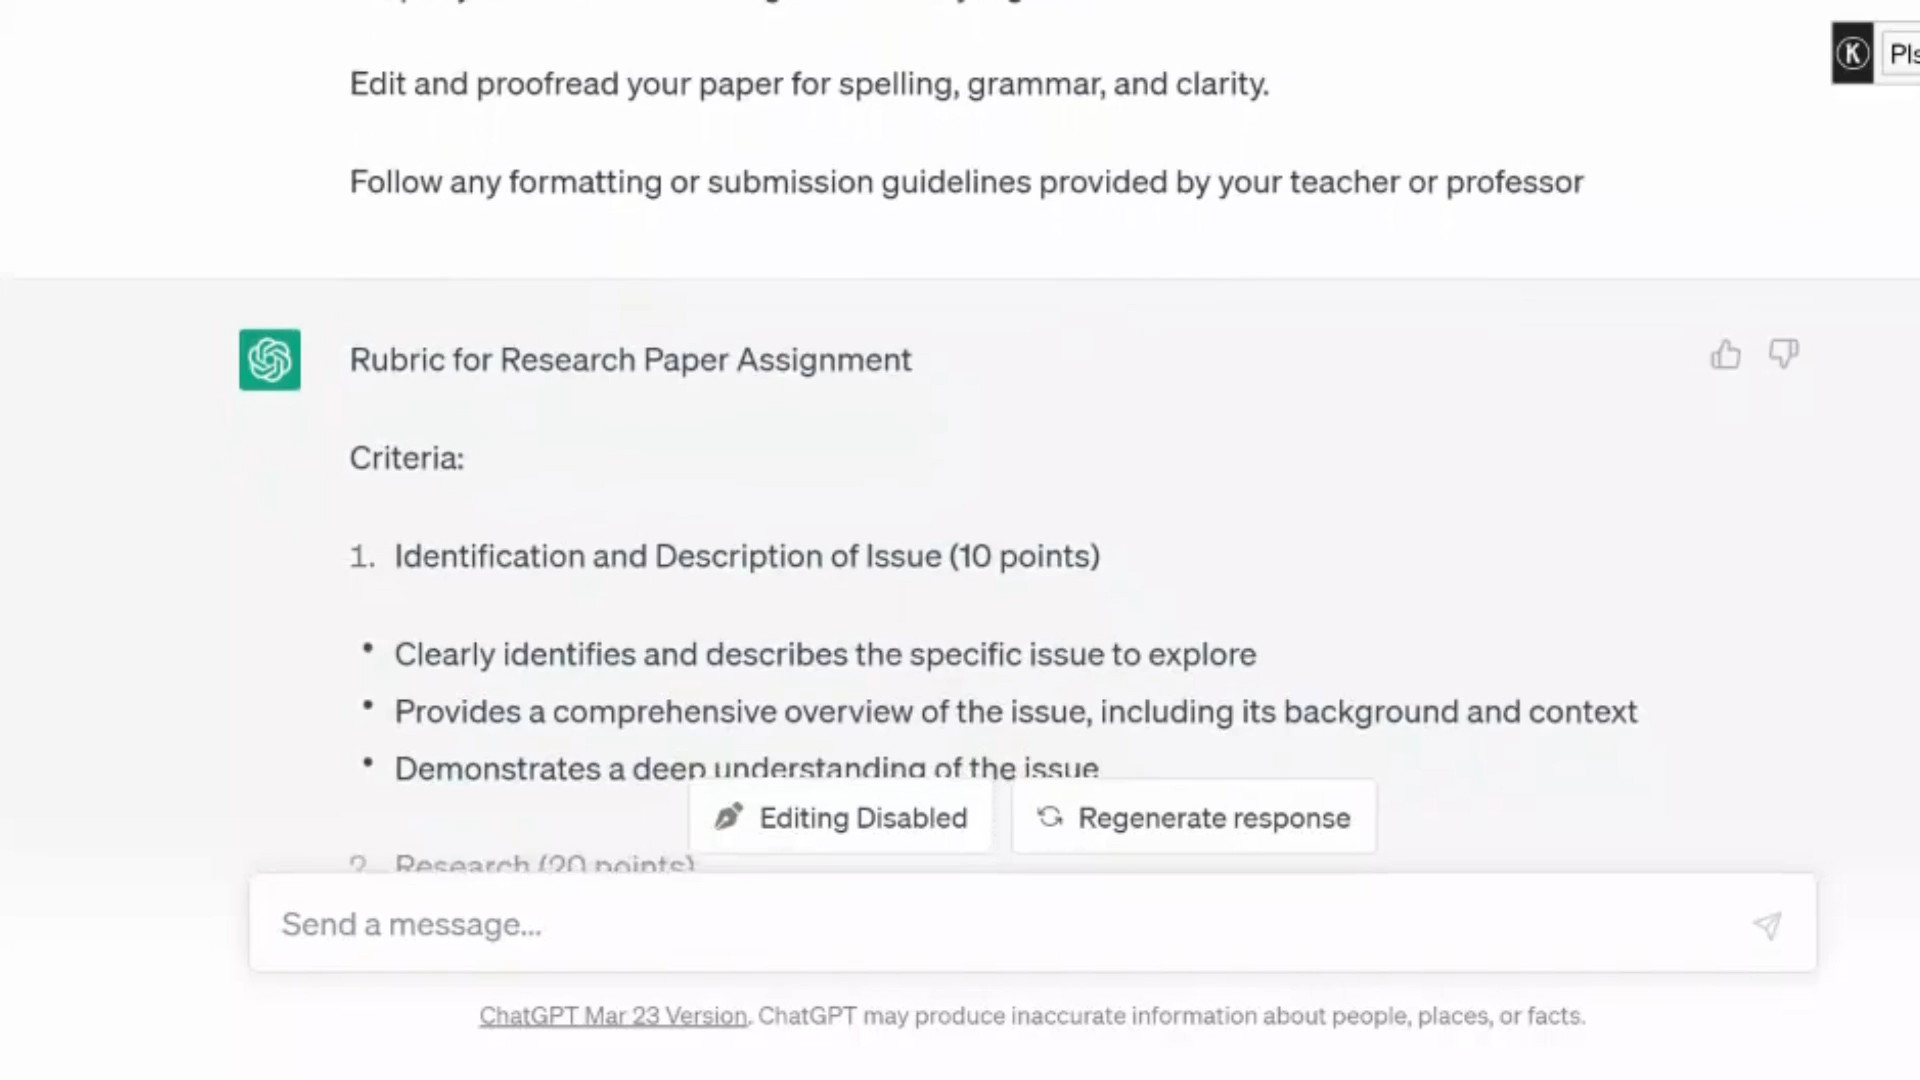 Edit and proofread your paper for spelling, grammar, and clarity.
K Pls
Follow any formatting or submission guidelines provided by your teacher or professor
Rubric for Research Paper Assignment
Criteria:
1. Identification and Description of Issue (10 points)
• Clearly identifies and describes the specific issue to explore
• Provides a comprehensive overview of the issue, including its background and context
• Demonstrates a deep understanding of the issue
Editing Disabled
Regenerate response
2. Research (20 points)
Send a message...
ChatGPT Mar 23 Version. ChatGPT may produce inaccurate information about people, places, or facts.